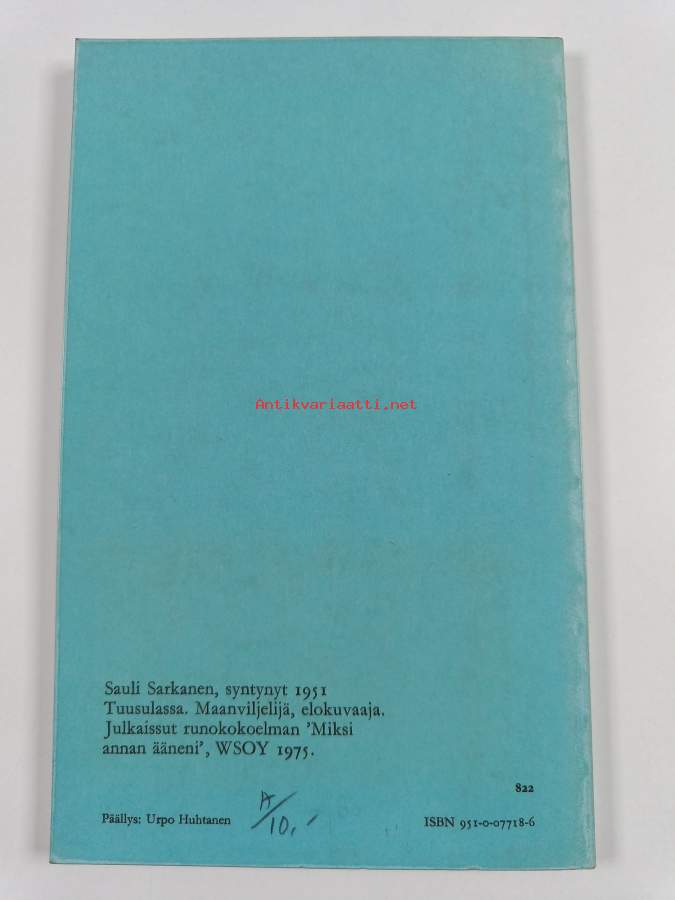 Antikvariaatti.net
Sauli Sarkanen, syntynyt 1951
Tuusulassa. Maanviljelijä, elokuvaaja.
Julkaissut runokokoelman ’Miksi
annan ääneni’, WSOY 1975.
822
Päällys: Urpo Huhtanen
A/10,-
ISBN 951-0-07718-6